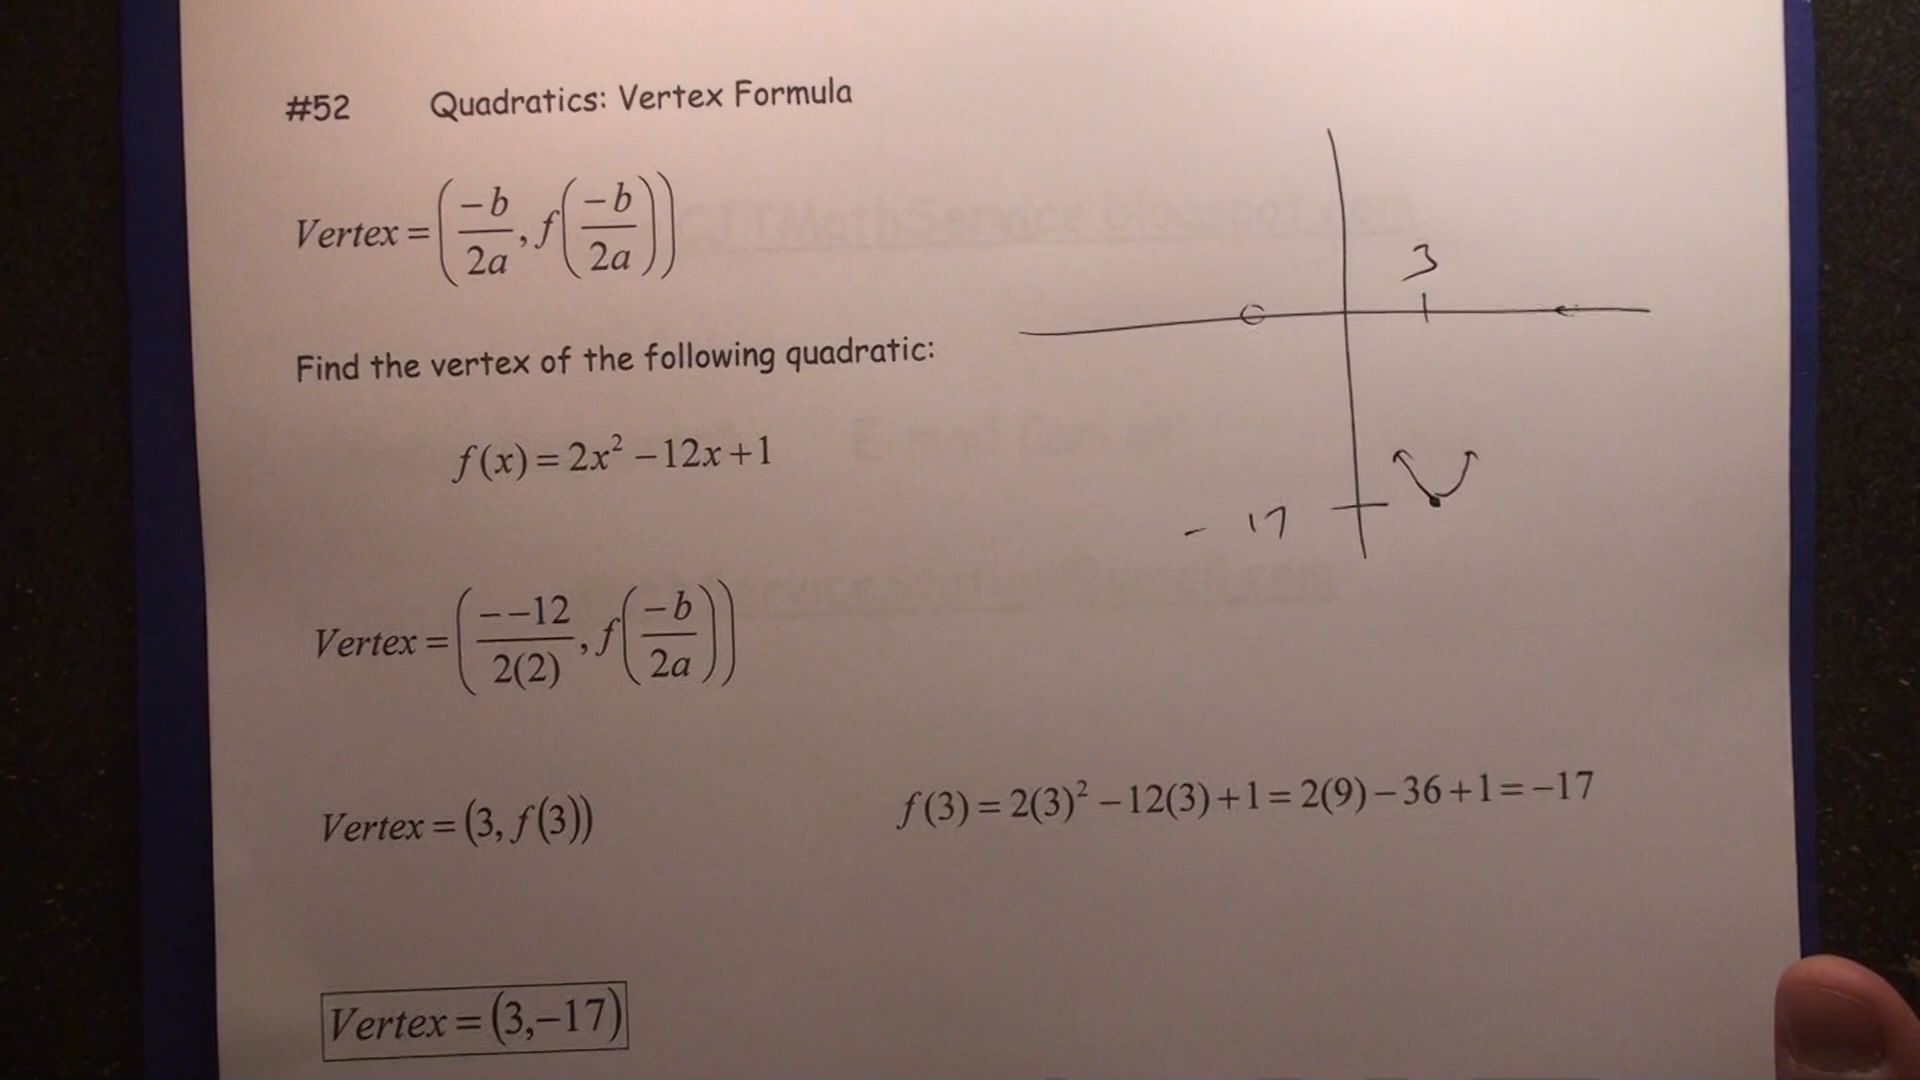 #52 Quadratics: Vertex Formula
Vertex = (-b/2a, f(-b/2a))
3
Find the vertex of the following quadratic:
f(x) = 2x² - 12x + 1
- 17
Vertex = (--12/2(2), f(-b/2a))
Vertex = (3, f(3))
f(3) = 2(3)² - 12(3) + 1 = 2(9) - 36 + 1 = -17
Vertex = (3,-17)